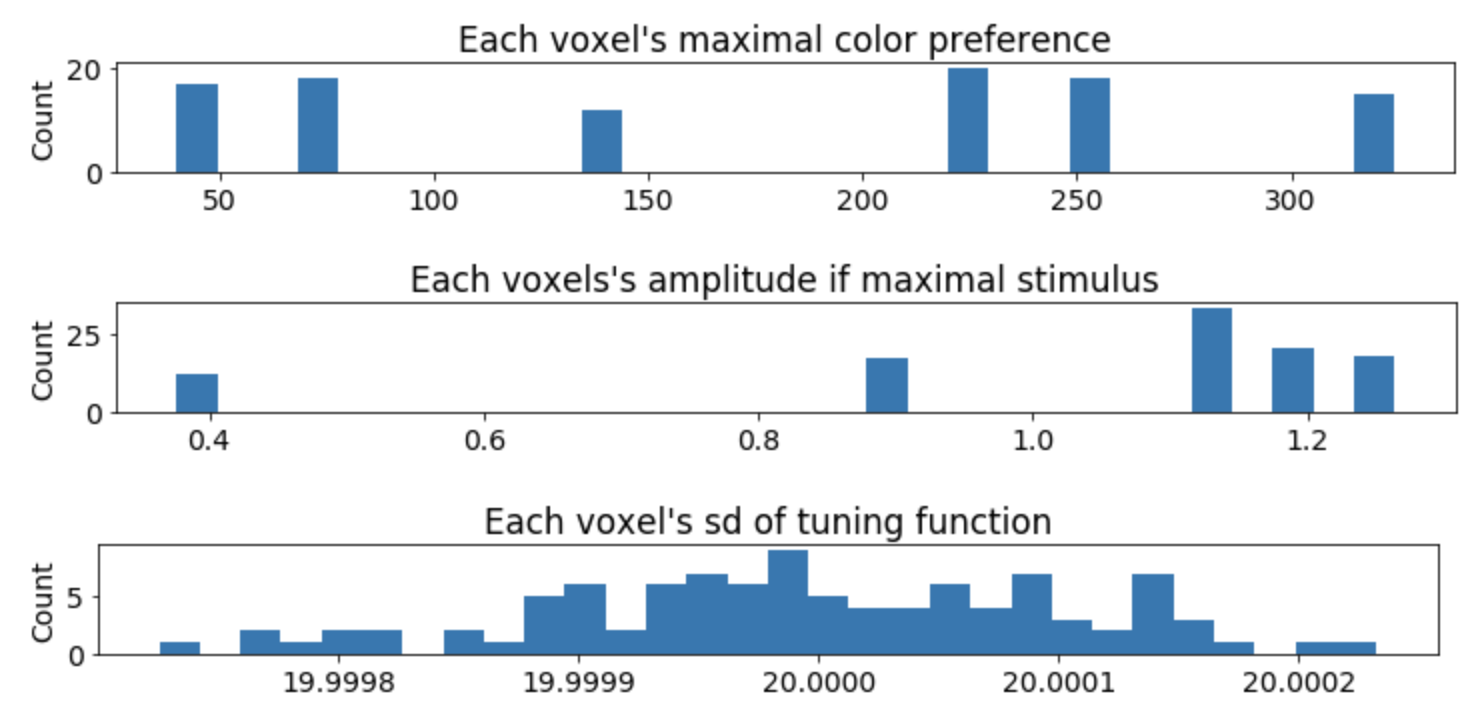 Each voxel's maximal color preference
Count
20
0
50 100 150 200 250 300
Each voxels's amplitude if maximal stimulus
Count
25
0
0.4 0.6 0.8 1.0 1.2
Each voxel's sd of tuning function
Count
5
0
19.9998 19.9999 20.0000 20.0001 20.0002